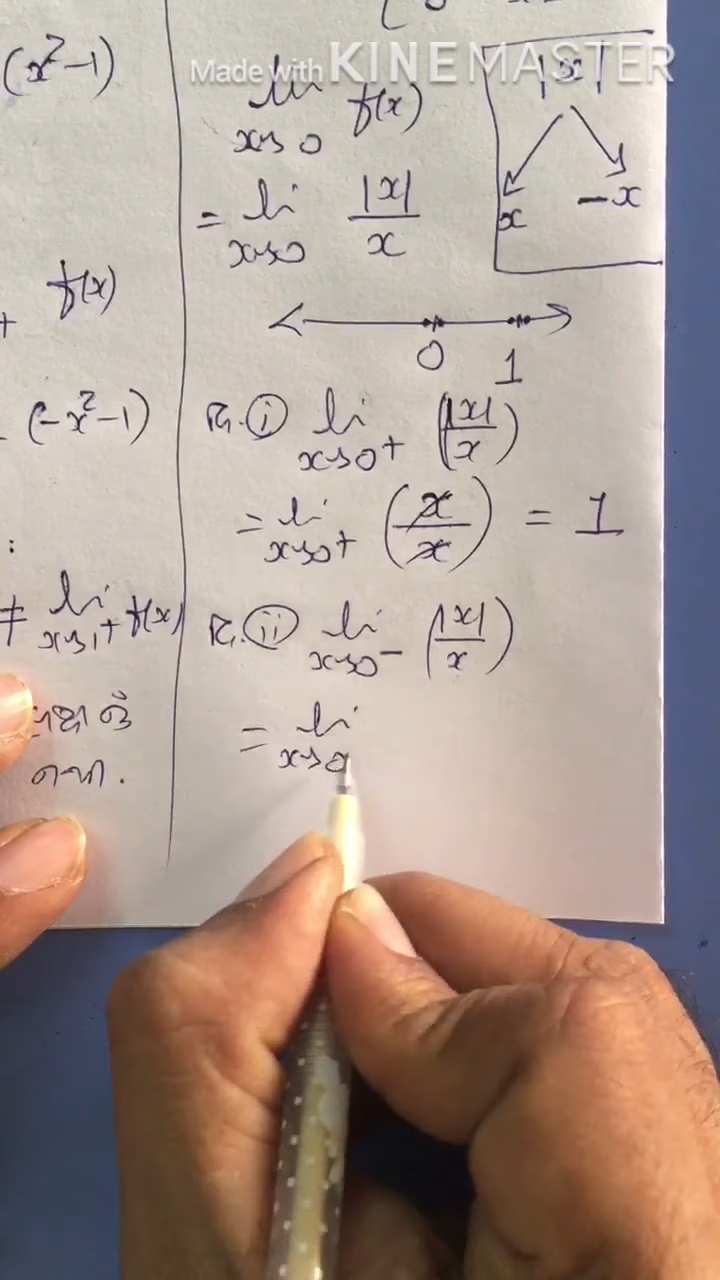 Made with KINEMASTER
(x²-1)
f(x)
(-x²-1)
:
≠ lim x→1+ f(x)
lim x→0 f(x)
= lim x→0 |x|/x
|x|
x -x
0 1
(i) lim x→0+ (|x|/x)
= lim x→0+ (x/x) = 1
(ii) lim x→0- (|x|/x)
= lim x→0